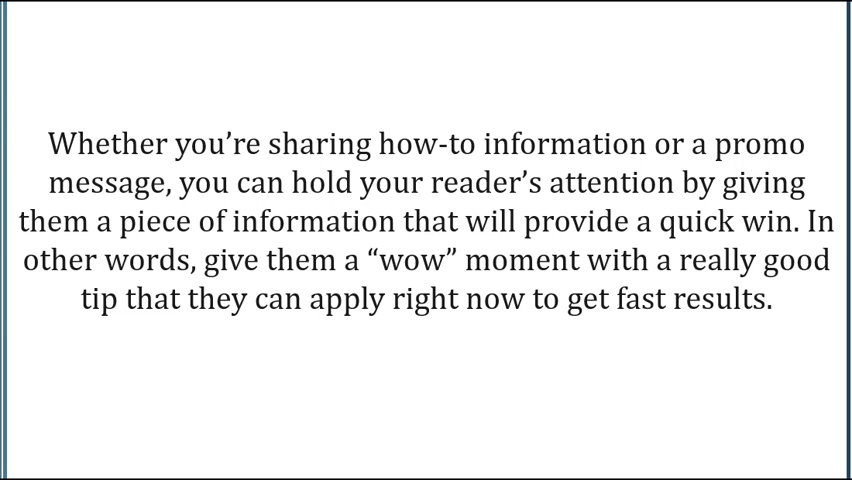 Whether you’re sharing how-to information or a promo
message, you can hold your reader’s attention by giving
them a piece of information that will provide a quick win. In
other words, give them a “wow” moment with a really good
tip that they can apply right now to get fast results.